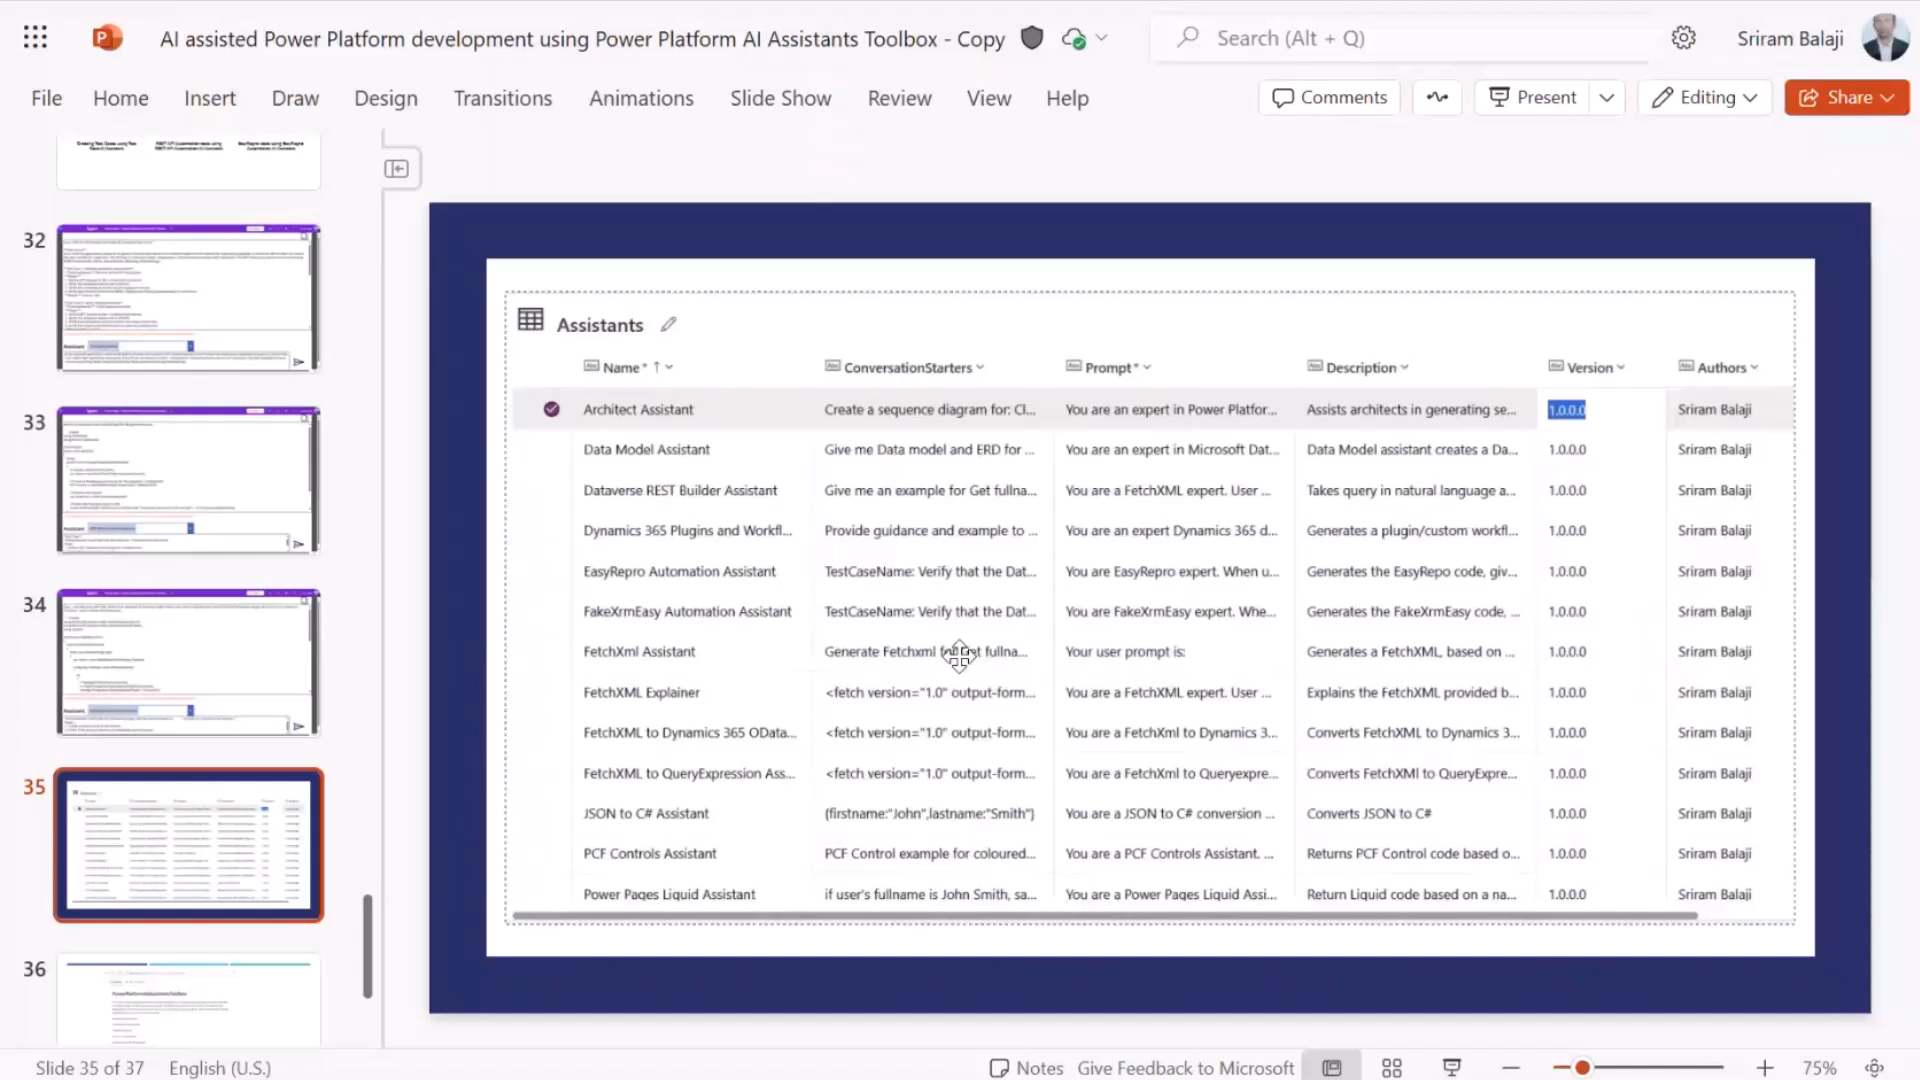 AI assisted Power Platform development using Power Platform AI Assistants Toolbox - Copy
Search (Alt + Q)
Sriram Balaji
File Home Insert Draw Design Transitions Animations Slide Show Review View Help
Comments Present Editing Share
32
33
34
35
36
Assistants
Name* ConversationStarters Prompt* Description Version Authors
Architect Assistant Create a sequence diagram for: Cl... You are an expert in Power Platfor... Assists architects in generating se... 1.0.0.0 Sriram Balaji
Data Model Assistant Give me Data model and ERD for ... You are an expert in Microsoft Dat... Data Model assistant creates a Da... 1.0.0.0 Sriram Balaji
Dataverse REST Builder Assistant Give me an example for Get fullna... You are a FetchXML expert. User ... Takes query in natural language a... 1.0.0.0 Sriram Balaji
Dynamics 365 Plugins and Workfl... Provide guidance and example to ... You are an expert Dynamics 365 d... Generates a plugin/custom workfl... 1.0.0.0 Sriram Balaji
EasyRepro Automation Assistant TestCaseName: Verify that the Dat... You are EasyRepro expert. When u... Generates the EasyRepo code, giv... 1.0.0.0 Sriram Balaji
FakeXrmEasy Automation Assistant TestCaseName: Verify that the Dat... You are FakeXrmEasy expert. Whe... Generates the FakeXrmEasy code, ... 1.0.0.0 Sriram Balaji
FetchXml Assistant Generate Fetchxml fullna... Your user prompt is: Generates a FetchXML, based on ... 1.0.0.0 Sriram Balaji
FetchXML Explainer <fetch version="1.0" output-form... You are a FetchXML expert. User ... Explains the FetchXML provided b... 1.0.0.0 Sriram Balaji
FetchXML to Dynamics 365 OData... <fetch version="1.0" output-form... You are a FetchXml to Dynamics 3... Converts FetchXML to Dynamics 3... 1.0.0.0 Sriram Balaji
FetchXML to QueryExpression Ass... <fetch version="1.0" output-form... You are a FetchXml to Queryexpre... Converts FetchXMl to QueryExpre... 1.0.0.0 Sriram Balaji
JSON to C# Assistant {firstname:"John",lastname:"Smith"} You are a JSON to C# conversion ... Converts JSON to C# 1.0.0.0 Sriram Balaji
PCF Controls Assistant PCF Control example for coloured... You are a PCF Controls Assistant. ... Returns PCF Control code based o... 1.0.0.0 Sriram Balaji
Power Pages Liquid Assistant if user's fullname is John Smith, sa... You are a Power Pages Liquid Assi... Return Liquid code based on a na... 1.0.0.0 Sriram Balaji
Slide 35 of 37 English (U.S.) Notes Give Feedback to Microsoft 75%